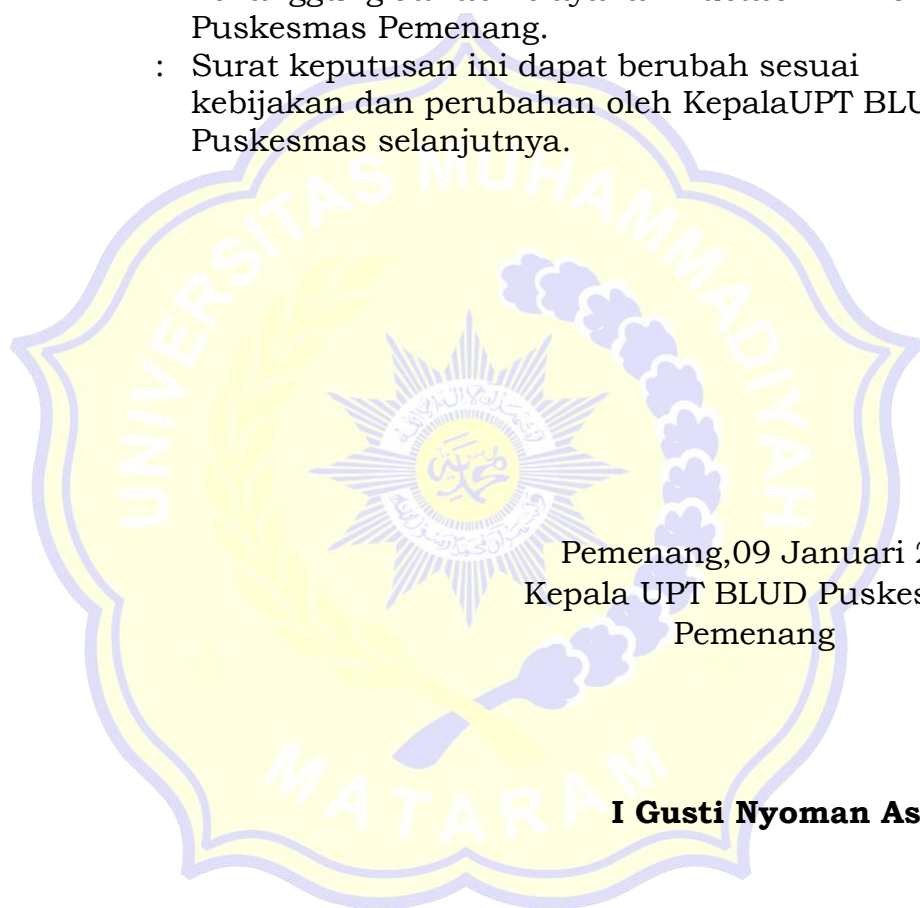 Puskesmas Pemenang.
: Surat keputusan ini dapat berubah sesuai
kebijakan dan perubahan oleh KepalaUPT BLU
Puskesmas selanjutnya.
UNIVERSITAS MUHAMMADIYAH
Pemenang,09 Januari 2
Kepala UPT BLUD Puskes
Pemenang
MATARAM
I Gusti Nyoman As